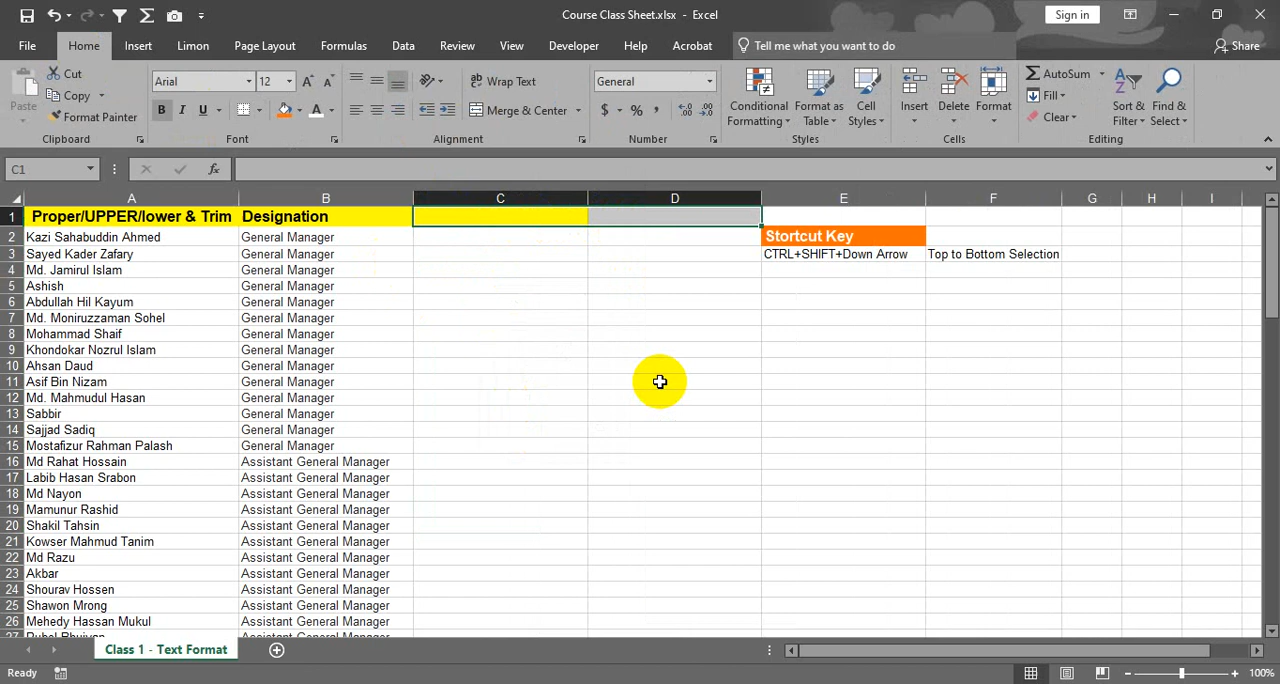 Course Class Sheet.xlsx - Excel
Sign in
File Home Insert Limon Page Layout Formulas Data Review View Developer Help Acrobat Tell me what you want to do Share
Paste
Cut
Copy
Format Painter
Clipboard
Arial 12
B I U
Font
Wrap Text
Merge & Center
Alignment
General
$ % ,
Number
Conditional Formatting
Format as Table
Cell Styles
Styles
Insert
Delete
Format
Cells
AutoSum
Fill
Clear
Sort & Filter
Find & Select
Editing
C1
fx
A B C D E F G H I
1 Proper/UPPER/lower & Trim Designation
2 Kazi Sahabuddin Ahmed General Manager Stortcut Key
3 Sayed Kader Zafary General Manager CTRL+SHIFT+Down Arrow Top to Bottom Selection
4 Md. Jamirul Islam General Manager
5 Ashish General Manager
6 Abdullah Hil Kayum General Manager
7 Md. Moniruzzaman Sohel General Manager
8 Mohammad Shaif General Manager
9 Khondokar Nozrul Islam General Manager
10 Ahsan Daud General Manager
11 Asif Bin Nizam General Manager
12 Md. Mahmudul Hasan General Manager
13 Sabbir General Manager
14 Sajjad Sadiq General Manager
15 Mostafizur Rahman Palash General Manager
16 Md Rahat Hossain Assistant General Manager
17 Labib Hasan Srabon Assistant General Manager
18 Md Nayon Assistant General Manager
19 Mamunur Rashid Assistant General Manager
20 Shakil Tahsin Assistant General Manager
21 Kowser Mahmud Tanim Assistant General Manager
22 Md Razu Assistant General Manager
23 Akbar Assistant General Manager
24 Shourav Hossen Assistant General Manager
25 Shawon Mrong Assistant General Manager
26 Mehedy Hassan Mukul Assistant General Manager
27 Assistant General Manager
Class 1 - Text Format
Ready
100%